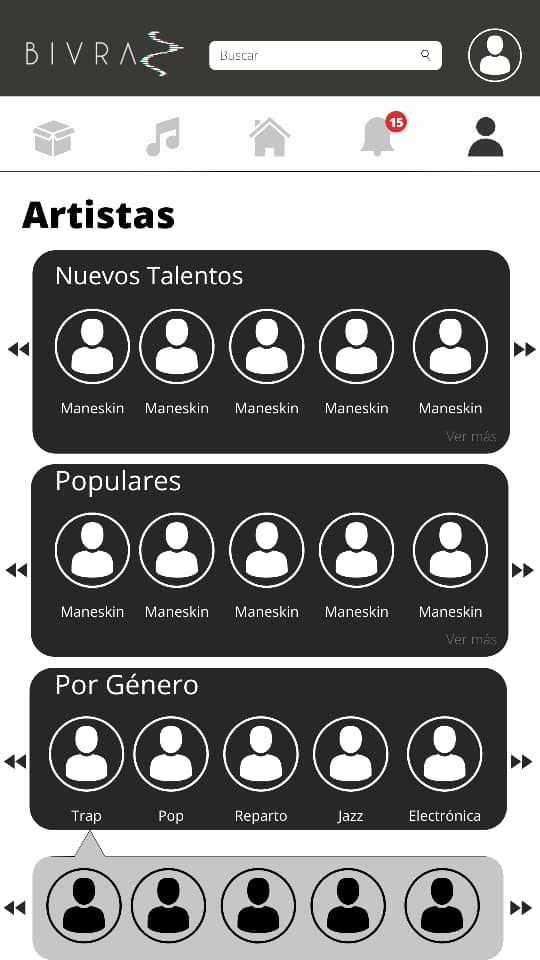 BIVRA
Buscar
15
Artistas
Nuevos Talentos
Maneskin Maneskin Maneskin Maneskin Maneskin
Ver más
Populares
Maneskin Maneskin Maneskin Maneskin Maneskin
Ver más
Por Género
Trap Pop Reparto Jazz Electrónica